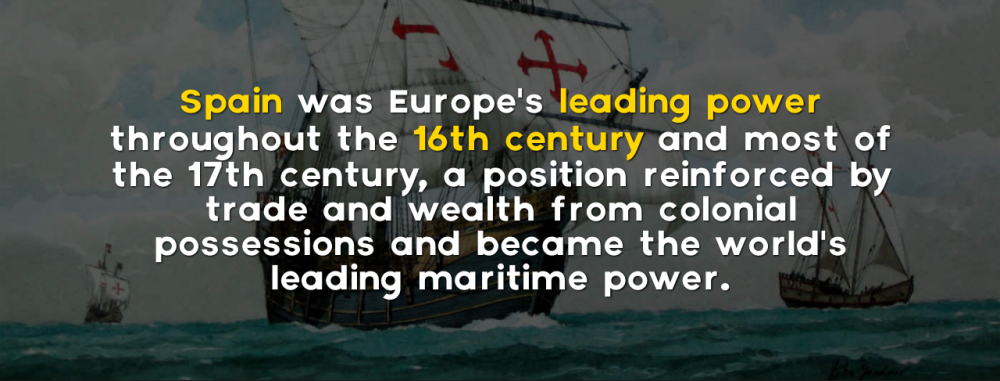 Spain was Europe's leading power
throughout the 16th century and most of
the 17th century, a position reinforced by
trade and wealth from colonial
possessions and became the world's
leading maritime power.